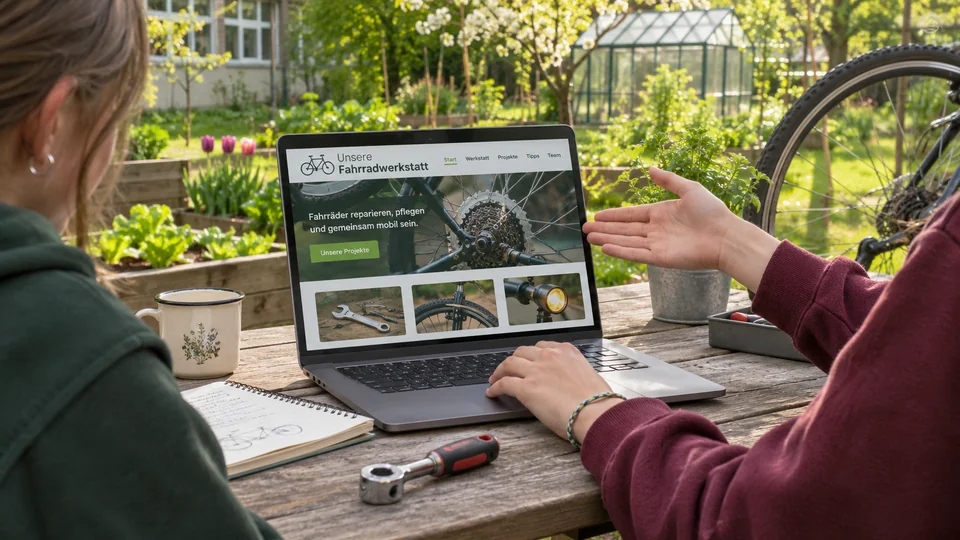 Unsere
Fahrradwerkstatt
Start Werkstatt Projekte Tipps Team
Fahrräder reparieren, pflegen
und gemeinsam mobil sein.
Unsere Projekte